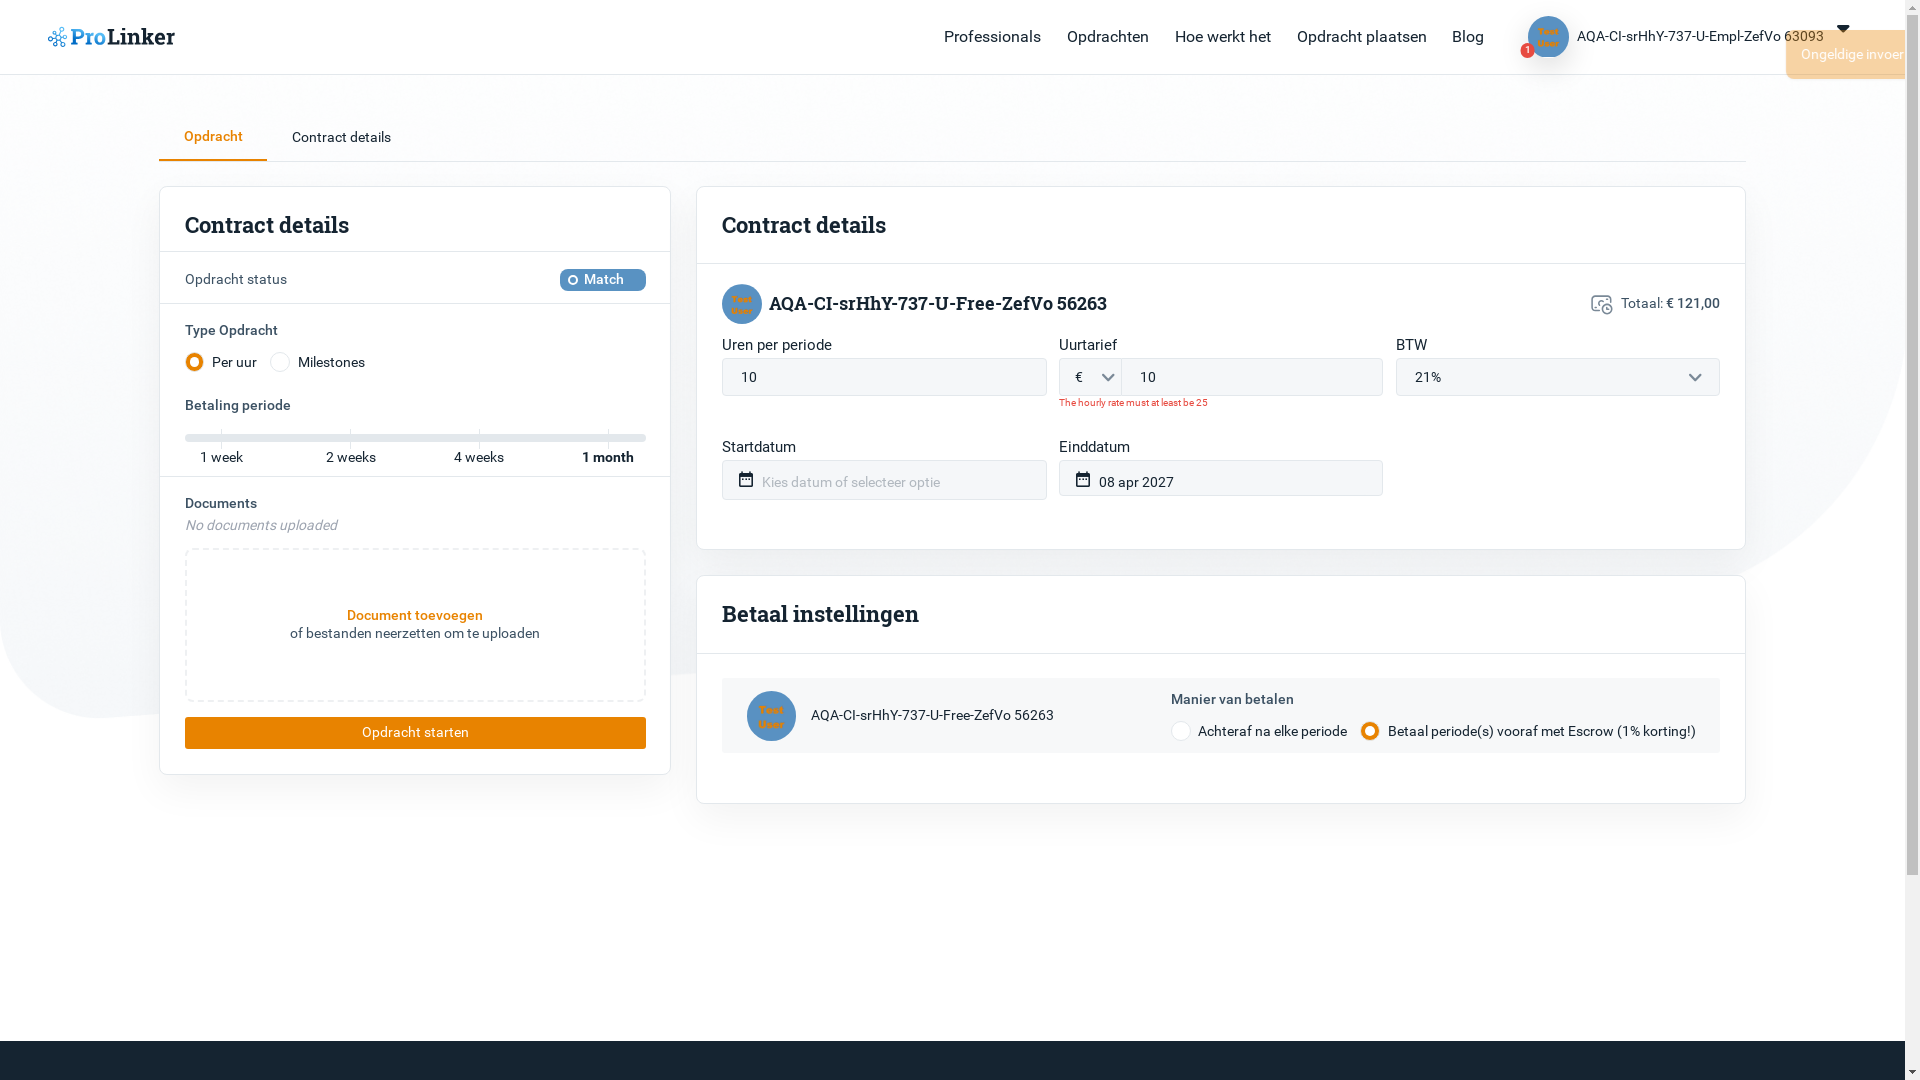 ProLinker
Professionals
Opdrachten
Hoe werkt het
Opdracht plaatsen
Blog
Test
User
1
AQA-CI-srHhY-737-U-Empl-ZefVo 63093
Ongeldige invoer
Opdracht
Contract details
Contract details
Opdracht status
Match
Type Opdracht
Per uur
Milestones
Betaling periode
1 week
2 weeks
4 weeks
1 month
Documents
No documents uploaded
Document toevoegen
of bestanden neerzetten om te uploaden
Opdracht starten
Contract details
Test
User
AQA-CI-srHhY-737-U-Free-ZefVo 56263
Totaal: € 121,00
Uren per periode
Uurtarief
BTW
10
€
10
21%
The hourly rate must at least be 25
Startdatum
Einddatum
Kies datum of selecteer optie
08 apr 2027
Betaal instellingen
Test
User
AQA-CI-srHhY-737-U-Free-ZefVo 56263
Manier van betalen
Achteraf na elke periode
Betaal periode(s) vooraf met Escrow (1% korting!)